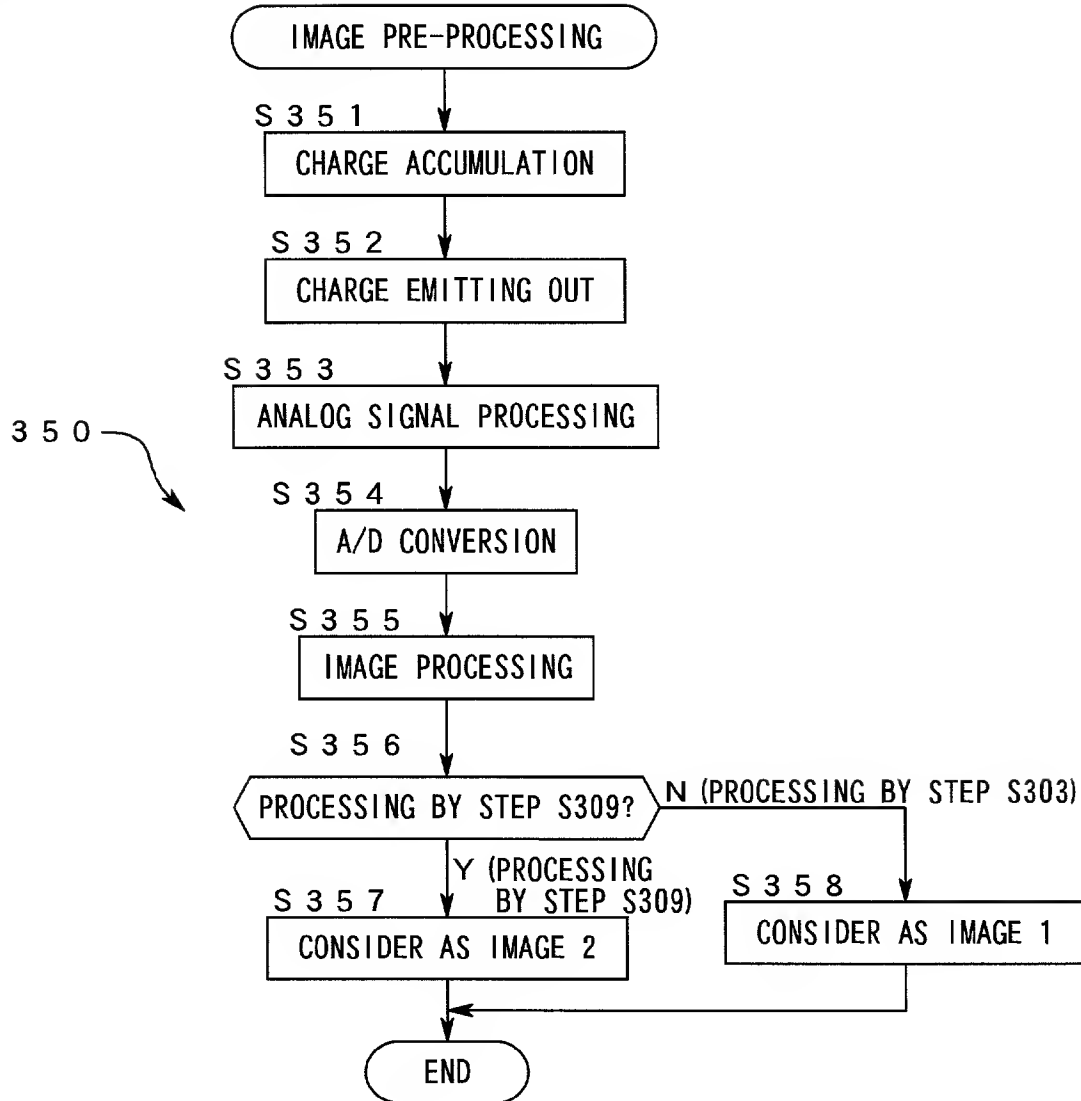 IMAGE PRE-PROCESSING
S351
CHARGE ACCUMULATION
S352
CHARGE EMITTING OUT
S353
ANALOG SIGNAL PROCESSING
350
S354
A/D CONVERSION
S355
IMAGE PROCESSING
S356
PROCESSING BY STEP S309?
N (PROCESSING BY STEP S303)
Y (PROCESSING
BY STEP S309)
S357
CONSIDER AS IMAGE 2
S358
CONSIDER AS IMAGE 1
END